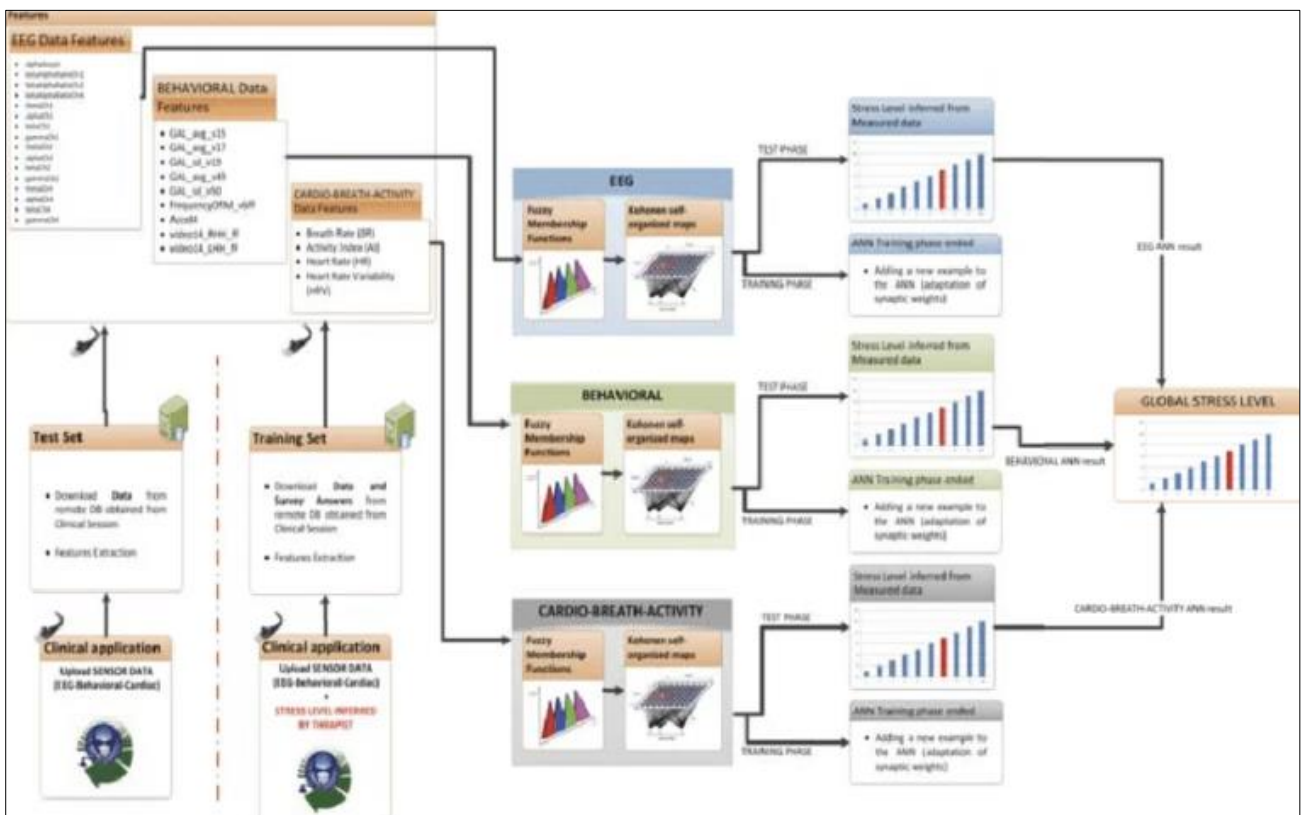 Features
EEG Data Features
BEHAVIORAL Data
Features
GAL_avg_v15
GAL_avg_v17
GAL_sd_v19
GAL_avg_v49
GAL_sd_v50
video14_RHH_ff
video14_LHH_ff
CARDIO-BREATH-ACTIVITY
Data Features
Breath Rate (BR)
Activity Index (AI)
Heart Rate (HR)
Heart Rate Variability
(HRV)
Test Set
Download Data from
remote DB obtained from
Clinical Session
Features Extraction
Training Set
Download Data and
Survey Answers from
remote DB obtained from
Clinical Session
Features Extraction
Clinical application
Upload SENSOR DATA
(EEG-Behavioral-Cardiac)
Clinical application
Upload SENSOR DATA
(EEG-Behavioral-Cardiac)
+
STRESS LEVEL INFERRED
BY THERAPIST
EEG
Fuzzy
Membership
Functions
Kohonen self-
organized maps
TEST PHASE
TRAINING PHASE
Stress Level inferred from
Measured data
ANN Training phase ended
Adding a new example to
the ANN (adaptation of
synaptic weights)
EEG ANN result
BEHAVIORAL
Fuzzy
Membership
Functions
Kohonen self-
organized maps
TEST PHASE
TRAINING PHASE
Stress Level inferred from
Measured data
ANN Training phase ended
Adding a new example to
the ANN (adaptation of
synaptic weights)
BEHAVIORAL ANN result
CARDIO-BREATH-ACTIVITY
Fuzzy
Membership
Functions
Kohonen self-
organized maps
TEST PHASE
TRAINING PHASE
Stress Level inferred from
Measured data
ANN Training phase ended
Adding a new example to
the ANN (adaptation of
synaptic weights)
CARDIO-BREATH-ACTIVITY ANN result
GLOBAL STRESS LEVEL